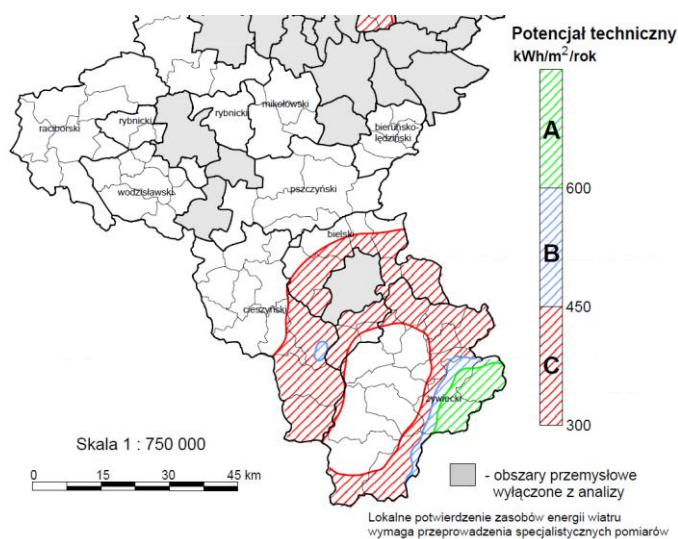 Potencjał techniczny
kWh/m²/rok
A
600
B
450
C
300
mikołowski
rybnicki
rybnicki
raciborski
bieruńsko-
lędziński
wodzisławski
pszczyński
bielski
cieszyński
żywiecki
Skala 1 : 750 000
0 15 30 45 km
- obszary przemysłowe
wyłączone z analizy
Lokalne potwierdzenie zasobów energii wiatru
wymaga przeprowadzenia specjalistycznych pomiarów